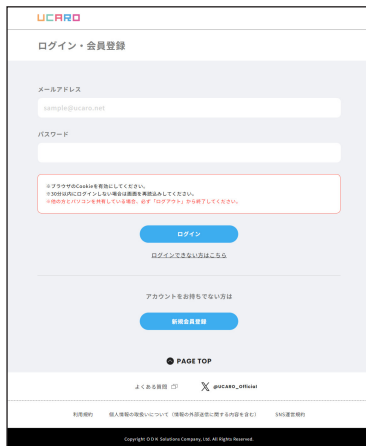 UCARO
ログイン・会員登録
メールアドレス
sample@ucaro.net
パスワード
※ブラウザのCookieを有効にしてください。
※30分以内にログインしない場合は画面を再読込みしてください。
※他の方とパソコンを共有している場合、必ず「ログアウト」から終了してください。
ログイン
ログインできない方はこちら
アカウントをお持ちでない方は
新規会員登録
PAGE TOP
よくある質問 @UCARO_Official
利用規約 個人情報の取扱いについて（情報の外部送信に関する内容を含む） SNS運営規約
Copyright O D K Solutions Company, Ltd. All Rights Reserved.